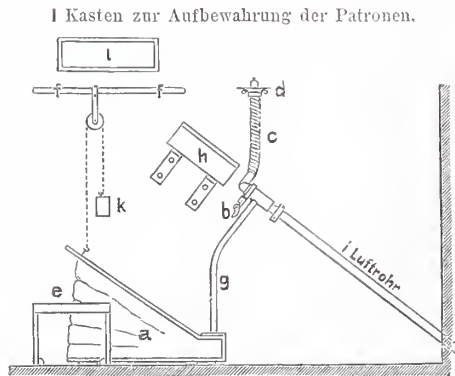 l Kasten zur Aufbewahrung der Patronen.
l
f f
d
c
h
k
b
i Luftrohr
g
e
a